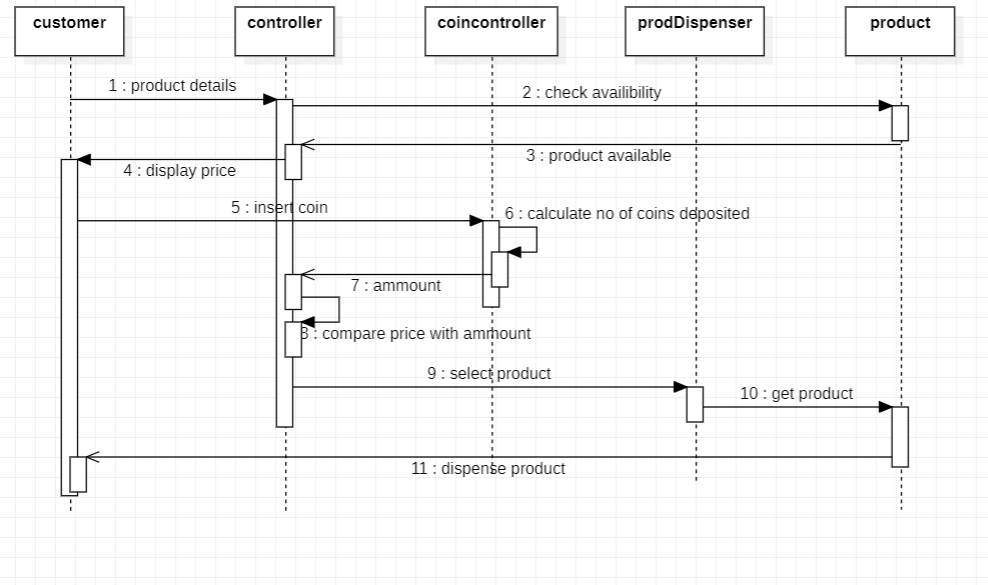 customer
controller
coincontroller
prodDispenser
product
1 : product details
2 : check availibility
3 : product available
4 : display price
5 : insert coin
6 : calculate no of coins deposited
7 : ammount
8 : compare price with ammount
9 : select product
10 : get product
11 : dispense product